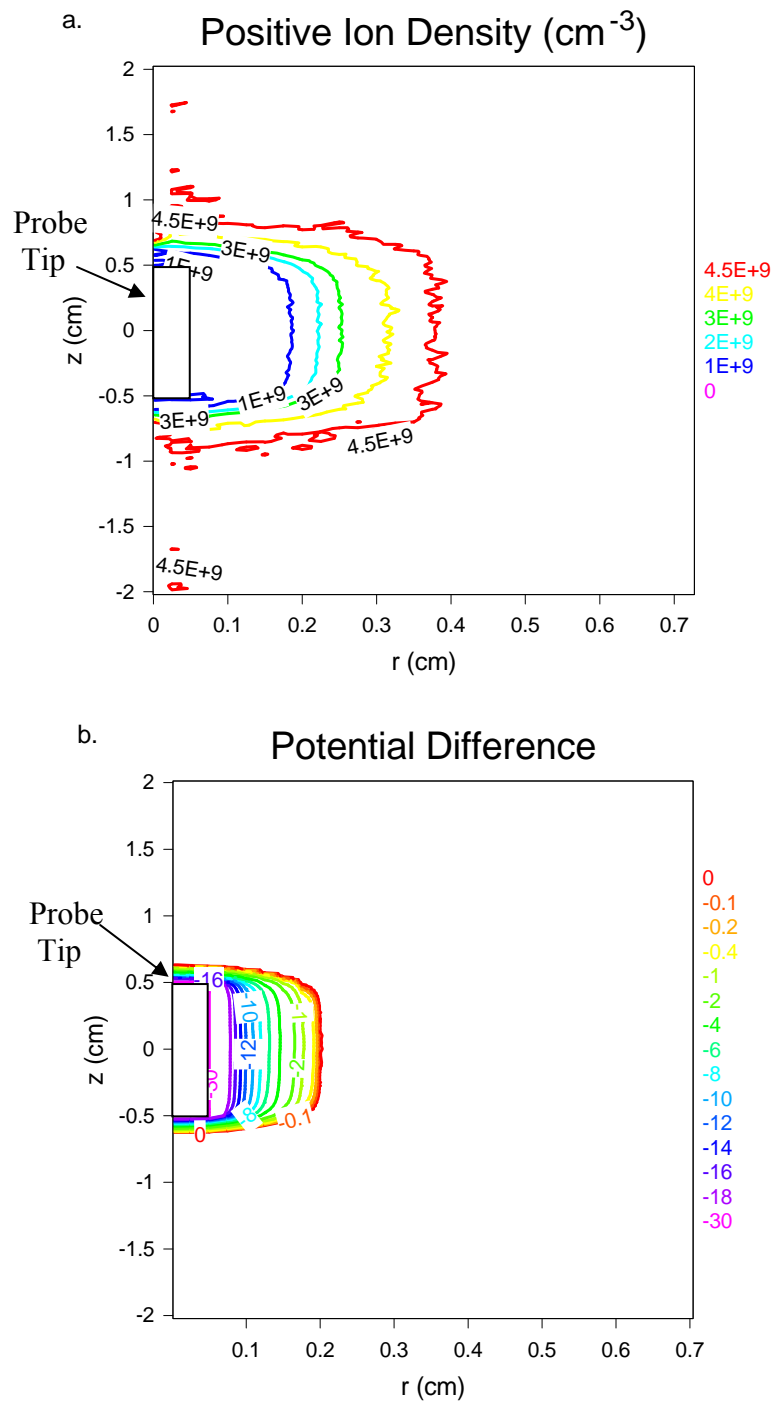 a.
Positive Ion Density (cm-3)
2
1.5
1
0.5
0
-0.5
-1
-1.5
-2
z (cm)
Probe
Tip
4.5E+9
3E+9
1E+9
1E+9
3E+9
3E+9
4.5E+9
4.5E+9
4.5E+9
4E+9
3E+9
2E+9
1E+9
0
0
0.1
0.2
0.3
0.4
0.5
0.6
0.7
r (cm)
b.
Potential Difference
2
1.5
1
0.5
0
-0.5
-1
-1.5
-2
z (cm)
Probe
Tip
-16
-10
-1
-12
-2
-30
-8
-0.1
0
0
-0.1
-0.2
-0.4
-1
-2
-4
-6
-8
-10
-12
-14
-16
-18
-30
0.1
0.2
0.3
0.4
0.5
0.6
0.7
r (cm)